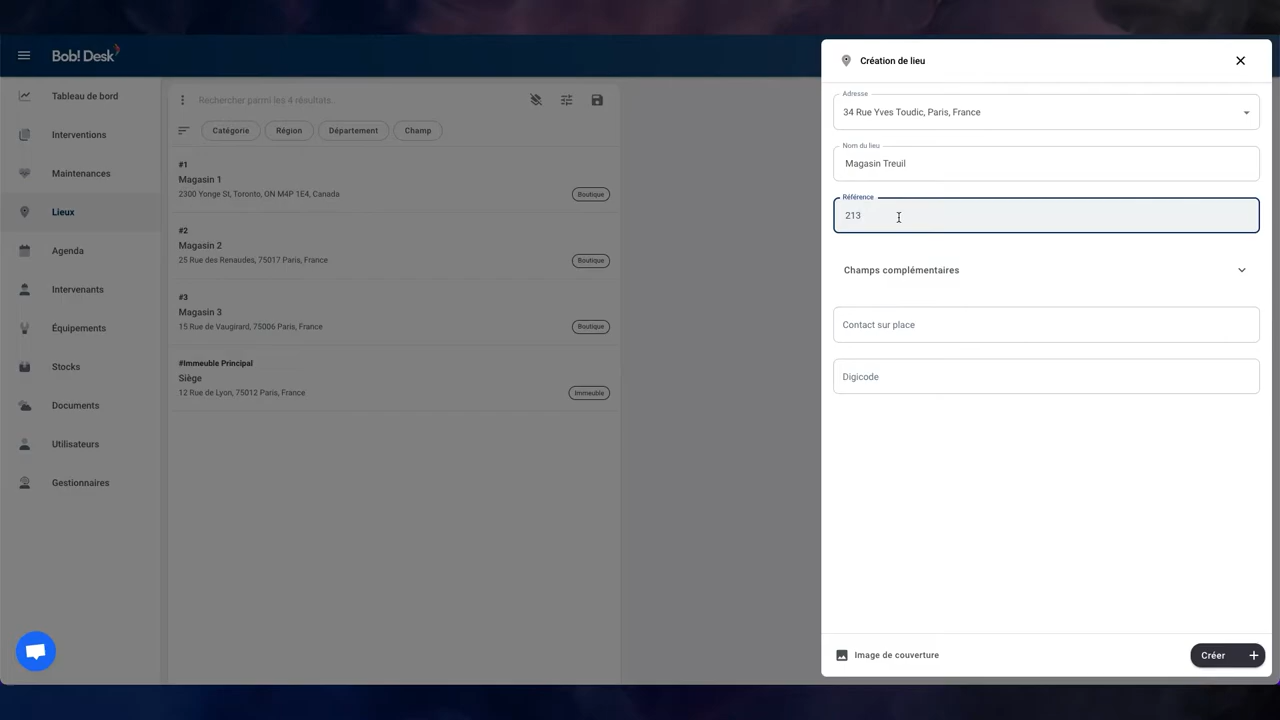 Bob! Desk
Tableau de bord
Interventions
Maintenances
Lieux
Agenda
Intervenants
Équipements
Stocks
Documents
Utilisateurs
Gestionnaires
Rechercher parmi les 4 résultats.
Catégorie
Région
Département
Champ
#1
Magasin 1
2300 Yonge St, Toronto, ON M4P 1E4, Canada
Boutique
#2
Magasin 2
25 Rue des Renaudes, 75017 Paris, France
Boutique
#3
Magasin 3
15 Rue de Vaugirard, 75006 Paris, France
Boutique
#Immeuble Principal
Siège
12 Rue de Lyon, 75012 Paris, France
Immeuble
Création de lieu
Adresse
34 Rue Yves Toudic, Paris, France
Nom du lieu
Magasin Treuil
Référence
213
Champs complémentaires
Contact sur place
Digicode
Image de couverture
Créer